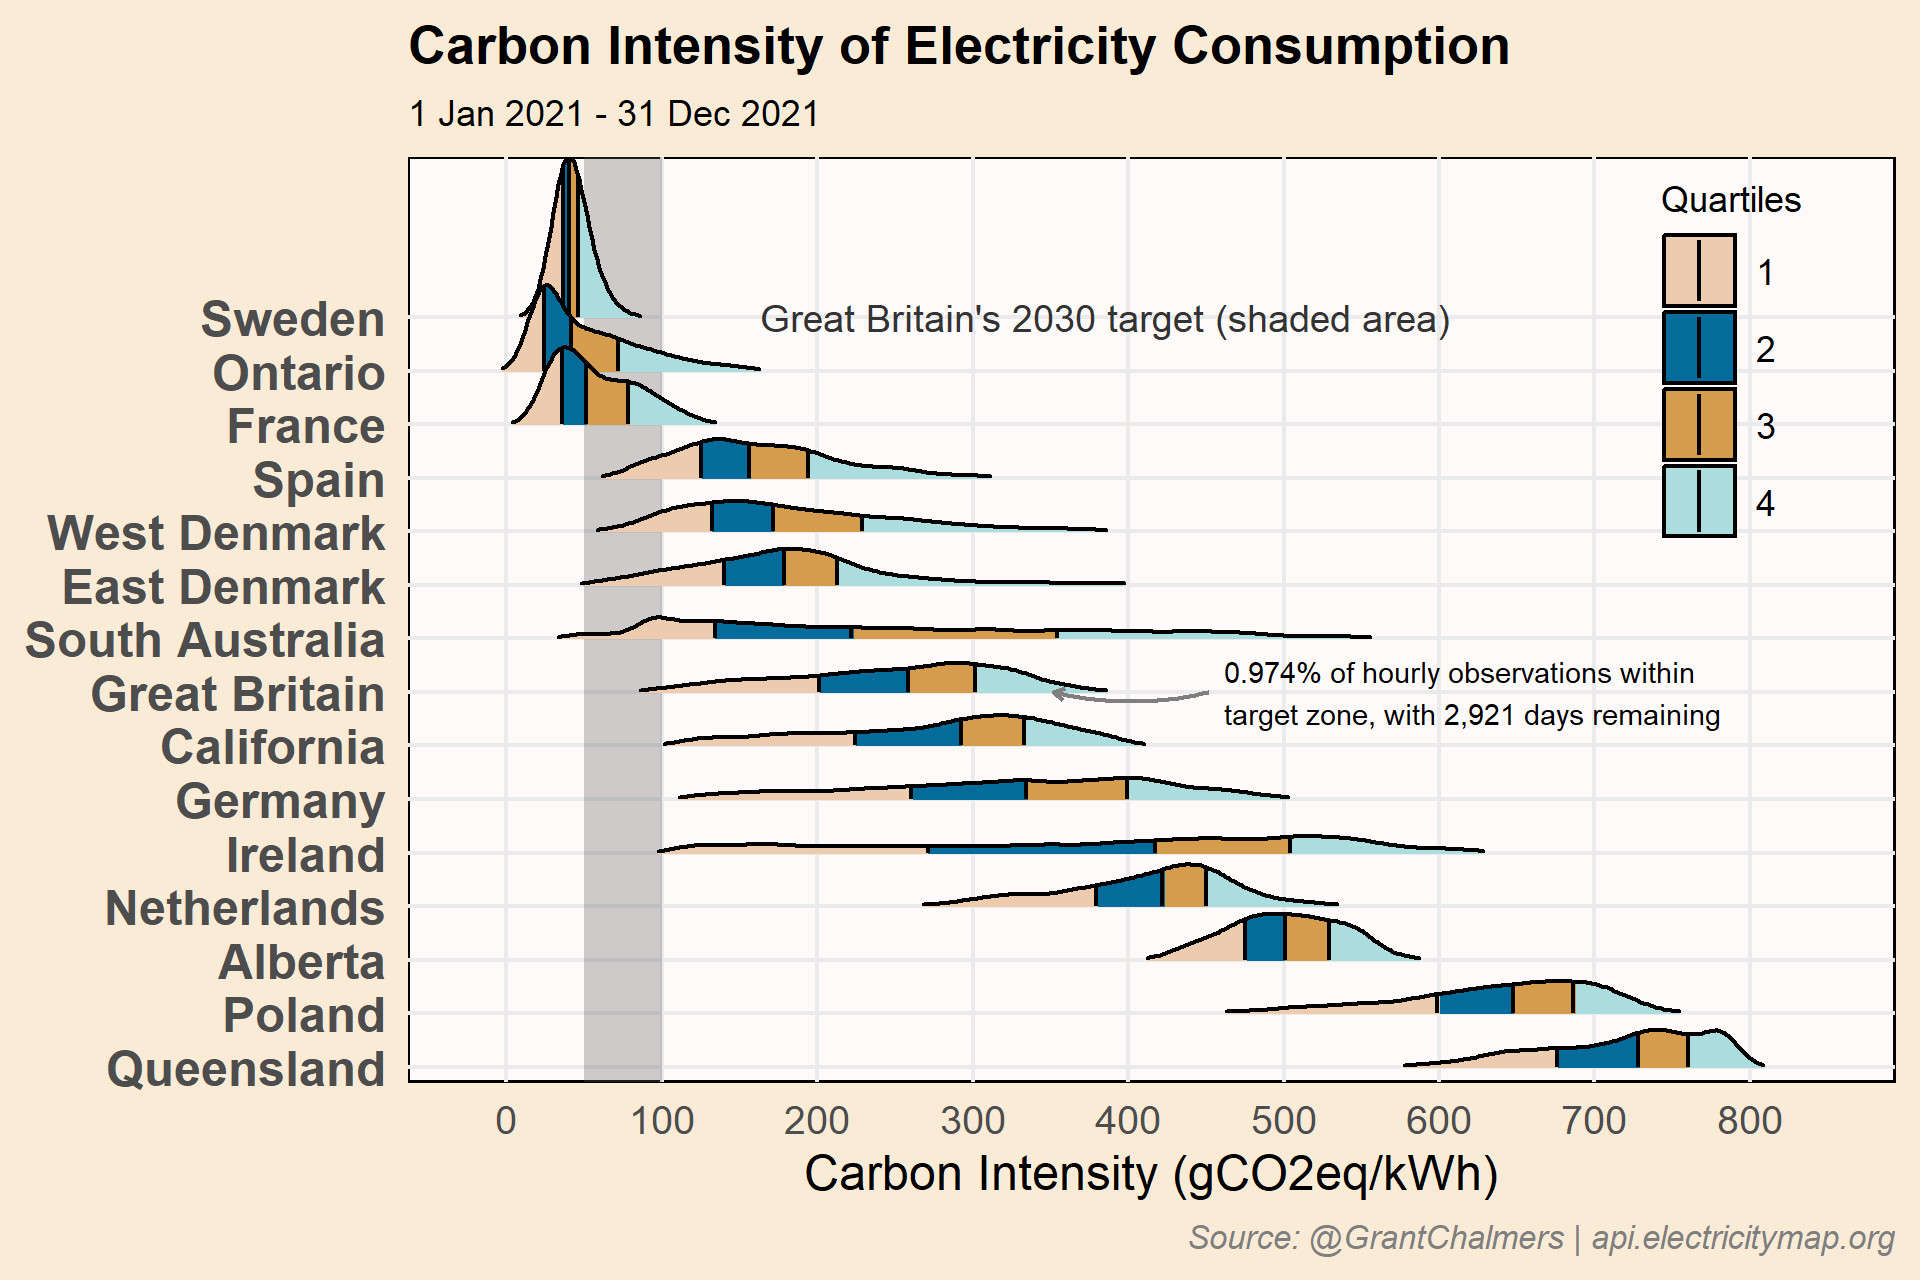 Carbon Intensity of Electricity Consumption
1 Jan 2021 - 31 Dec 2021
Quartiles
1
2
3
4
Great Britain's 2030 target (shaded area)
Sweden
Ontario
France
Spain
West Denmark
East Denmark
South Australia
Great Britain
California
Germany
Ireland
Netherlands
Alberta
Poland
Queensland
0.974% of hourly observations within
target zone, with 2,921 days remaining
0 100 200 300 400 500 600 700 800
Carbon Intensity (gCO2eq/kWh)
Source: @GrantChalmers | api.electricitymap.org